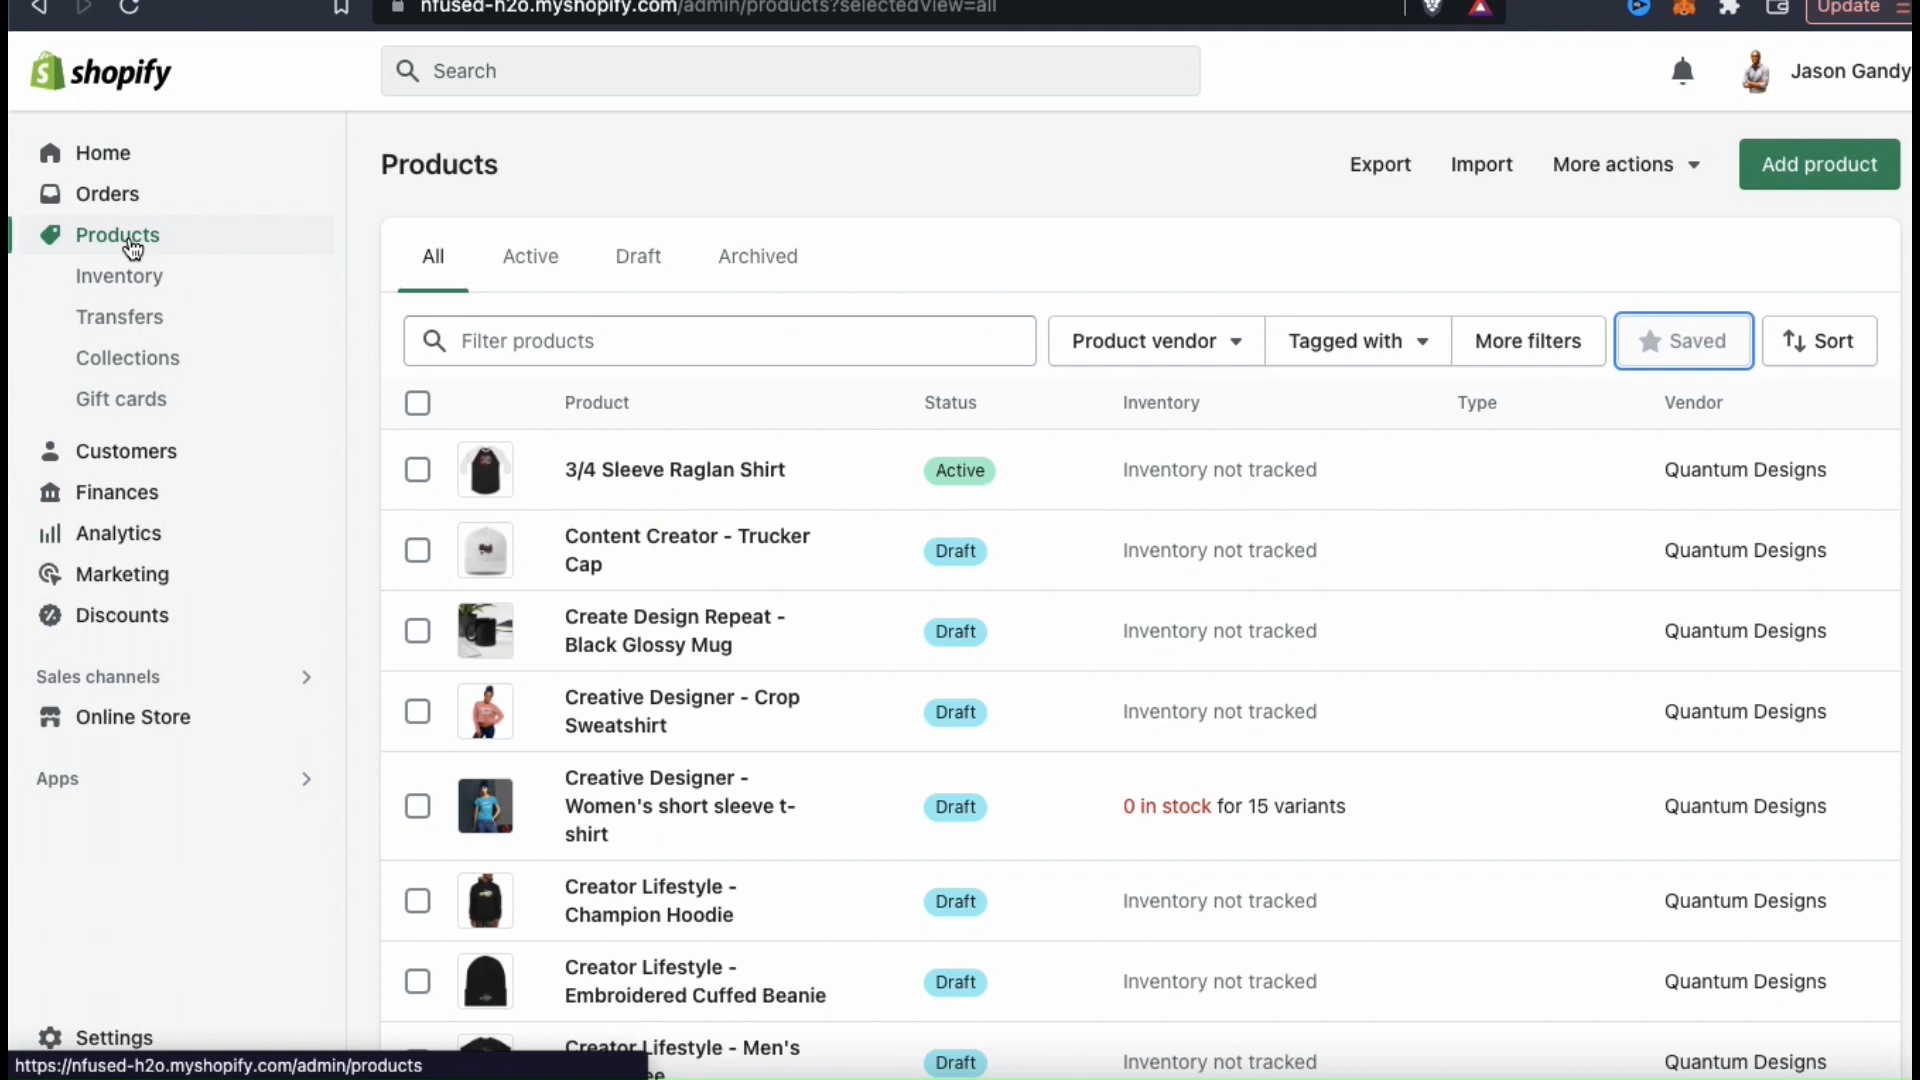 nfused-h2o.myshopify.com/admin/products?selectedView=all
Update
shopify
Search
Jason Gandy
Home
Orders
Products
Inventory
Transfers
Collections
Gift cards
Customers
Finances
Analytics
Marketing
Discounts
Sales channels
Online Store
Apps
Settings
https://nfused-h2o.myshopify.com/admin/products
Products
Export Import More actions Add product
All Active Draft Archived
Filter products Product vendor Tagged with More filters Saved Sort
Product Status Inventory Type Vendor
3/4 Sleeve Raglan Shirt Active Inventory not tracked Quantum Designs
Content Creator - Trucker
Cap
Draft Inventory not tracked Quantum Designs
Create Design Repeat -
Black Glossy Mug
Draft Inventory not tracked Quantum Designs
Creative Designer - Crop
Sweatshirt
Draft Inventory not tracked Quantum Designs
Creative Designer -
Women's short sleeve t-
shirt
Draft 0 in stock for 15 variants Quantum Designs
Creator Lifestyle -
Champion Hoodie
Draft Inventory not tracked Quantum Designs
Creator Lifestyle -
Embroidered Cuffed Beanie
Draft Inventory not tracked Quantum Designs
Creator Lifestyle - Men's
Draft Inventory not tracked Quantum Designs